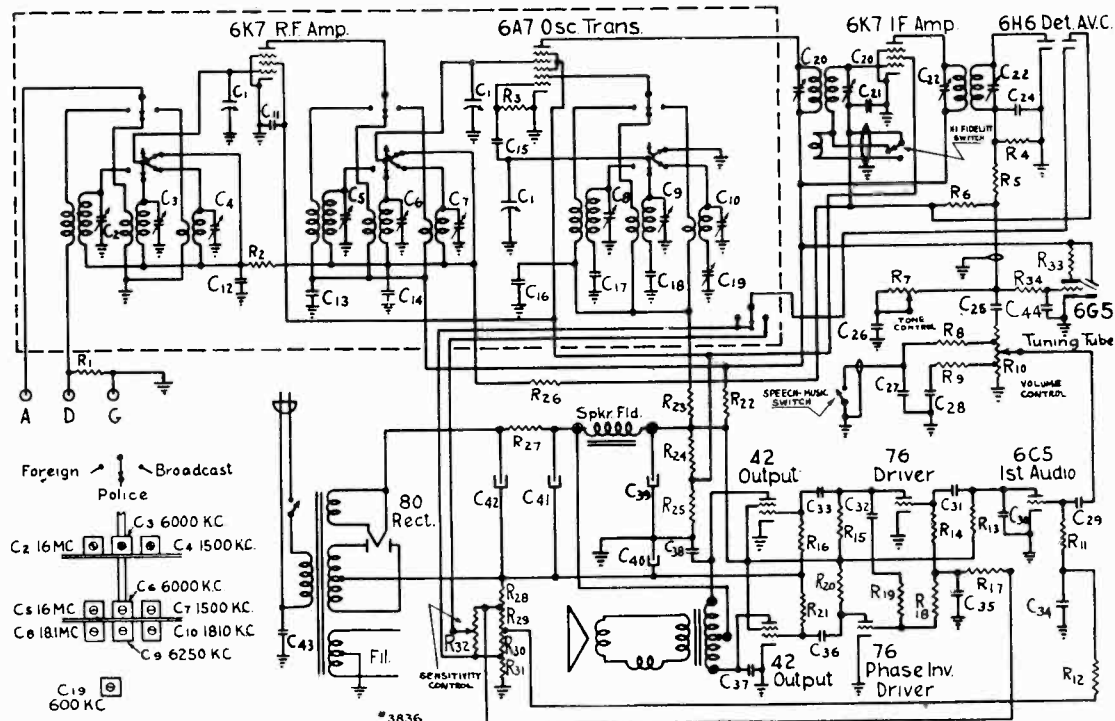 6K7 R.F. Amp.
6A7 Osc. Trans.
6K7 IF Amp.
6H6 Det. A.V.C.
C1
C11
C1
R3
C15
C1
C20
C20
C21
C22
C22
C24
HI FIDELITY
SWITCH
R4
R5
R6
C2
C3
C4
C5
C6
C7
C8
C9
C10
R2
C12
C13
C14
C16
C17
C18
C19
R7
TONE
CONTROL
C26
R33
R34
C25
C44
6G5
Tuning Tube
R8
R9
R10
VOLUME
CONTROL
C27
C28
SPEECH-MUSIC
SWITCH
R1
A
D
G
R26
R23
R22
Foreign
Broadcast
Police
C3 6000 KC
C2 16 MC
C4 1500 KC.
C6 6000 KC
C5 16 MC
C7 1500 KC.
C8 18.1 MC
C10 1810 KC
C9 6250 KC
C19
600 KC
C43
80
Rect.
Fil.
R27
Spkr. Fld.
C42
C41
C39
C40
R24
R25
C38
R28
R29
R30
R31
R32
SENSITIVITY
CONTROL
42
Output
76
Driver
6C5
1st Audio
C33
C32
C31
C30
C29
R16
R15
R14
R13
R11
R20
R21
R19
R18
R17
C35
C34
C36
C37
42
Output
76
Phase Inv.
Driver
R12
#3836